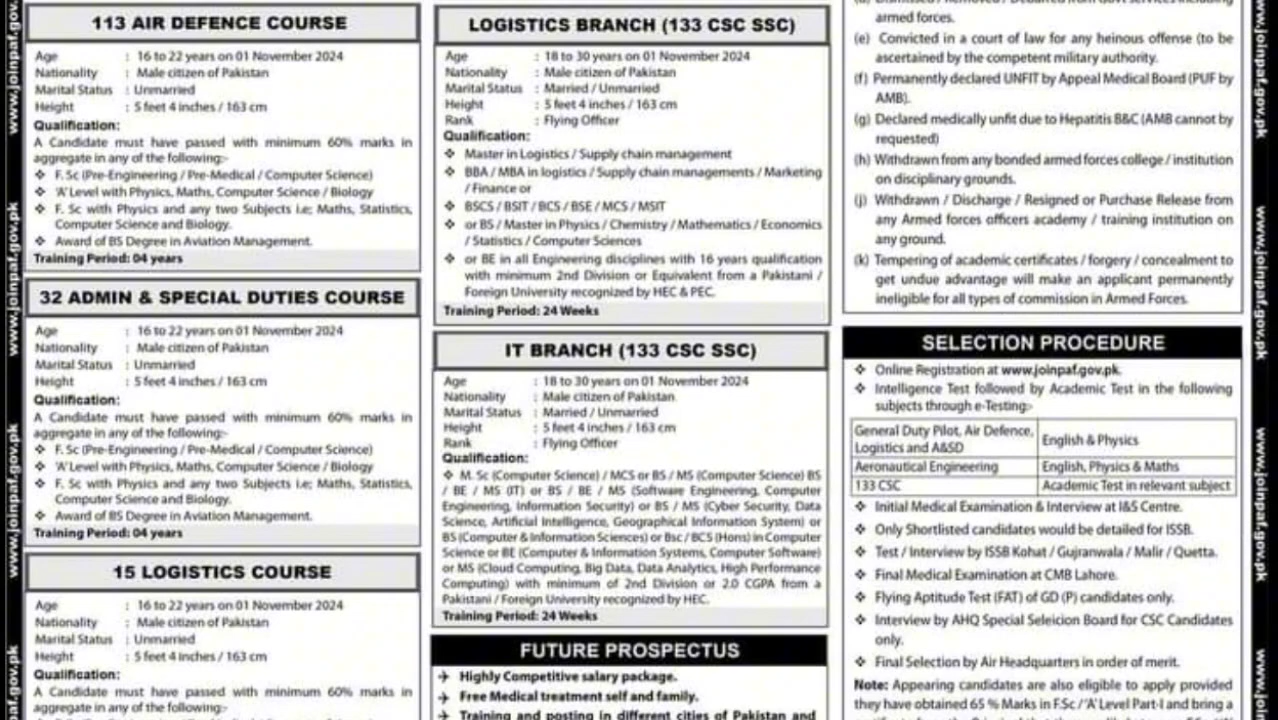 113 AIR DEFENCE COURSE
Age : 16 to 22 years on 01 November 2024
Nationality : Male citizen of Pakistan
Marital Status : Unmarried
Height : 5 feet 4 inches / 163 cm
Qualification:
A Candidate must have passed with minimum 60% marks in
aggregate in any of the following:-
❖ F. Sc (Pre-Engineering / Pre-Medical / Computer Science)
❖ 'A' Level with Physics, Maths, Computer Science / Biology
❖ F. Sc with Physics and any two Subjects i.e; Maths, Statistics,
Computer Science and Biology.
❖ Award of BS Degree in Aviation Management.
Training Period: 04 years
32 ADMIN & SPECIAL DUTIES COURSE
Age : 16 to 22 years on 01 November 2024
Nationality : Male citizen of Pakistan
Marital Status : Unmarried
Height : 5 feet 4 inches / 163 cm
Qualification:
A Candidate must have passed with minimum 60% marks in
aggregate in any of the following:-
❖ F. Sc (Pre-Engineering / Pre-Medical / Computer Science)
❖ 'A' Level with Physics, Maths, Computer Science / Biology
❖ F. Sc with Physics and any two Subjects i.e; Maths, Statistics,
Computer Science and Biology.
❖ Award of BS Degree in Aviation Management.
Training Period: 04 years
15 LOGISTICS COURSE
Age : 16 to 22 years on 01 November 2024
Nationality : Male citizen of Pakistan
Marital Status : Unmarried
Height : 5 feet 4 inches / 163 cm
Qualification:
A Candidate must have passed with minimum 60% marks in
aggregate in any of the following:-
LOGISTICS BRANCH (133 CSC SSC)
Age : 18 to 30 years on 01 November 2024
Nationality : Male citizen of Pakistan
Marital Status : Married / Unmarried
Height : 5 feet 4 inches / 163 cm
Rank : Flying Officer
Qualification:
❖ Master in Logistics / Supply chain management
❖ BBA / MBA in logistics / Supply chain managements / Marketing
/ Finance or
❖ BSCS / BSIT / BCS / BSE / MCS / MSIT
❖ or BS / Master in Physics / Chemistry / Mathematics / Economics
/ Statistics / Computer Sciences
❖ or BE in all Engineering disciplines with 16 years qualification
with minimum 2nd Division or Equivalent from a Pakistani /
Foreign University recognized by HEC & PEC.
Training Period: 24 Weeks
IT BRANCH (133 CSC SSC)
Age : 18 to 30 years on 01 November 2024
Nationality : Male citizen of Pakistan
Marital Status : Married / Unmarried
Height : 5 feet 4 inches / 163 cm
Rank : Flying Officer
Qualification:
❖ M. Sc (Computer Science) / MCS or BS / MS (Computer Science) BS
/ BE / MS (IT) or BS / BE / MS (Software Engineering, Computer
Engineering, Information Security) or BS / MS (Cyber Security, Data
Science, Artificial Intelligence, Geographical Information System) or
BS (Computer & Information Sciences) or Bsc / BCS (Hons) in Computer
Science or BE (Computer & Information Systems, Computer Software)
or MS (Cloud Computing, Big Data, Data Analytics, High Performance
Computing) with minimum of 2nd Division or 2.0 CGPA from a
Pakistani / Foreign University recognized by HEC.
Training Period: 24 Weeks
FUTURE PROSPECTUS
✈ Highly Competitive salary package.
✈ Free Medical treatment self and family.
✈ Training and posting in different cities of Pakistan and
armed forces.
(e) Convicted in a court of law for any heinous offense (to be
ascertained by the competent military authority.
(f) Permanently declared UNFIT by Appeal Medical Board (PUF by
AMB).
(g) Declared medically unfit due to Hepatitis B&C (AMB cannot by
requested)
(h) Withdrawn from any bonded armed forces college / institution
on disciplinary grounds.
(j) Withdrawn / Discharge / Resigned or Purchase Release from
any Armed forces officers academy / training institution on
any ground.
(k) Tempering of academic certificates / forgery / concealment to
get undue advantage will make an applicant permanently
ineligible for all types of commission in Armed Forces.
SELECTION PROCEDURE
❖ Online Registration at www.joinpaf.gov.pk.
❖ Intelligence Test followed by Academic Test in the following
subjects through e-Testing:-
General Duty Pilot, Air Defence,
Logistics and A&SD
English & Physics
Aeronautical Engineering English, Physics & Maths
133 CSC Academic Test in relevant subject
❖ Initial Medical Examination & Interview at I&S Centre.
❖ Only Shortlisted candidates would be detailed for ISSB.
❖ Test / Interview by ISSB Kohat / Gujranwala / Malir / Quetta.
❖ Final Medical Examination at CMB Lahore.
❖ Flying Aptitude Test (FAT) of GD (P) candidates only.
❖ Interview by AHQ Special Seleicion Board for CSC Candidates
only.
❖ Final Selection by Air Headquarters in order of merit.
Note: Appearing candidates are also eligible to apply provided
they have obtained 65 % Marks in F.Sc / 'A' Level Part-I and bring a
www.joinpaf.gov.pk
www.joinpaf.gov.pk
www.joinpaf.gov.pk
www.joinpaf.gov.pk